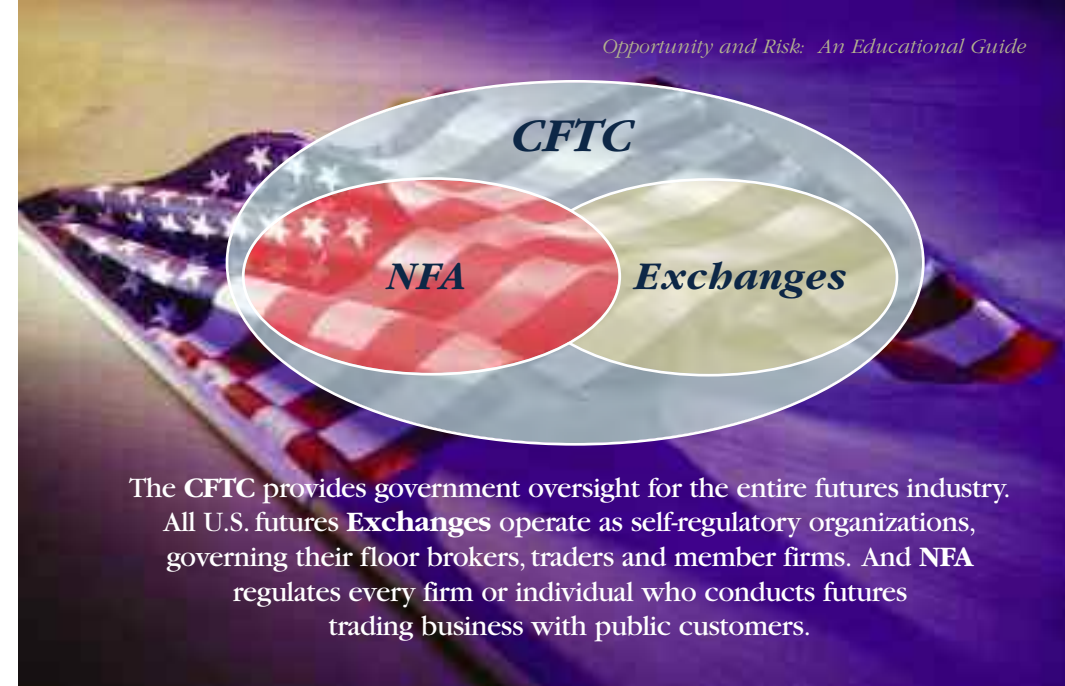 Opportunity and Risk: An Educational Guide
CFTC
NFA
Exchanges
The CFTC provides government oversight for the entire futures industry.
All U.S. futures Exchanges operate as self-regulatory organizations,
governing their floor brokers, traders and member firms. And NFA
regulates every firm or individual who conducts futures
trading business with public customers.